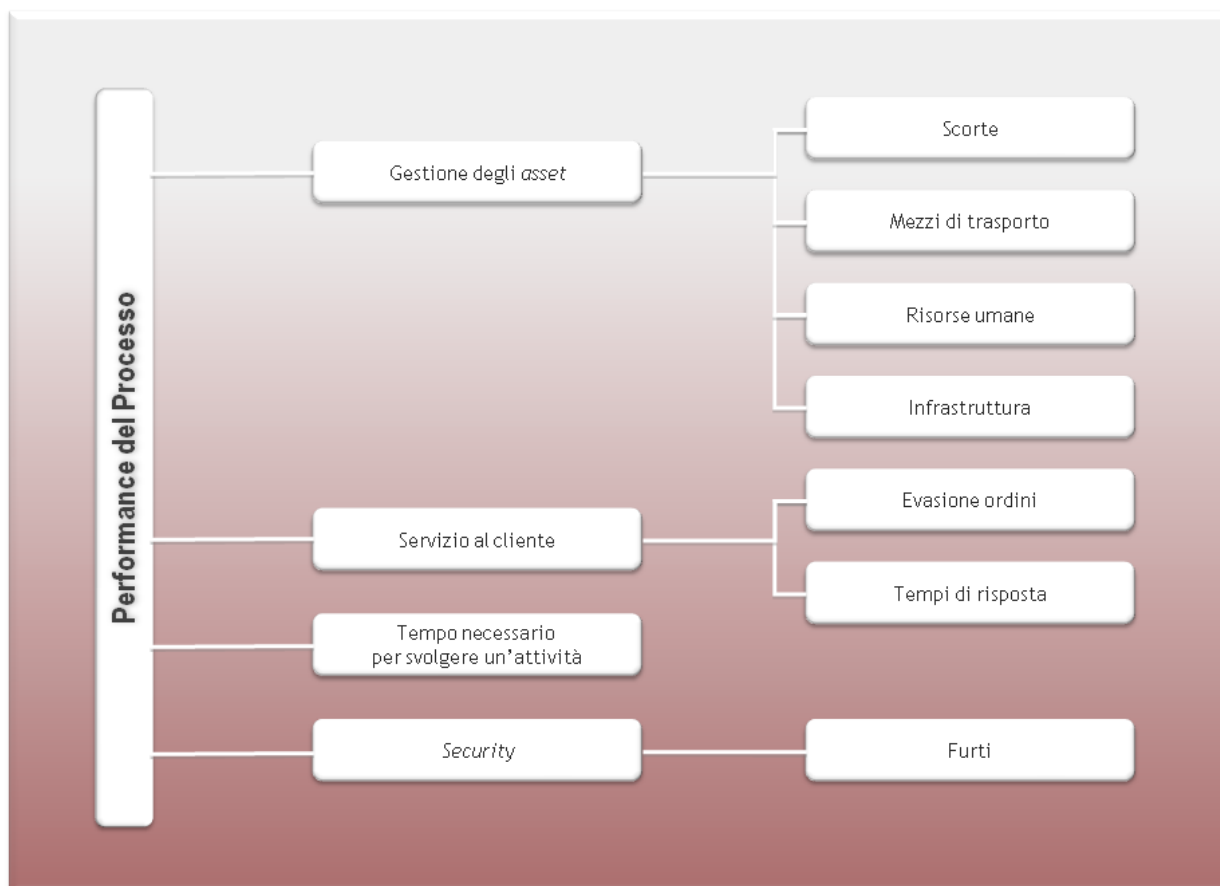 Performance del Processo
Gestione degli asset
Scorte
Mezzi di trasporto
Risorse umane
Infrastruttura
Servizio al cliente
Evasione ordini
Tempi di risposta
Tempo necessario
per svolgere un'attività
Security
Furti